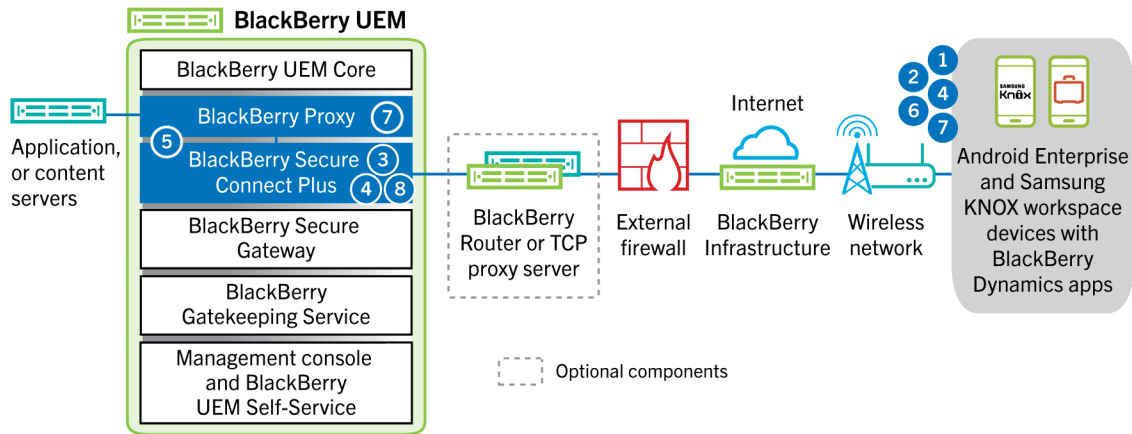 BlackBerry UEM
BlackBerry UEM Core
BlackBerry Proxy
7
5
BlackBerry Secure
Connect Plus
3
4
8
BlackBerry Secure
Gateway
BlackBerry
Gatekeeping Service
Management console
and BlackBerry
UEM Self-Service
Application,
or content
servers
BlackBerry
Router or TCP
proxy server
Optional components
External
firewall
Internet
BlackBerry
Infrastructure
Wireless
network
1
2
4
6
7
SAMSUNG
Knox
Android Enterprise
and Samsung
KNOX workspace
devices with
BlackBerry
Dynamics apps